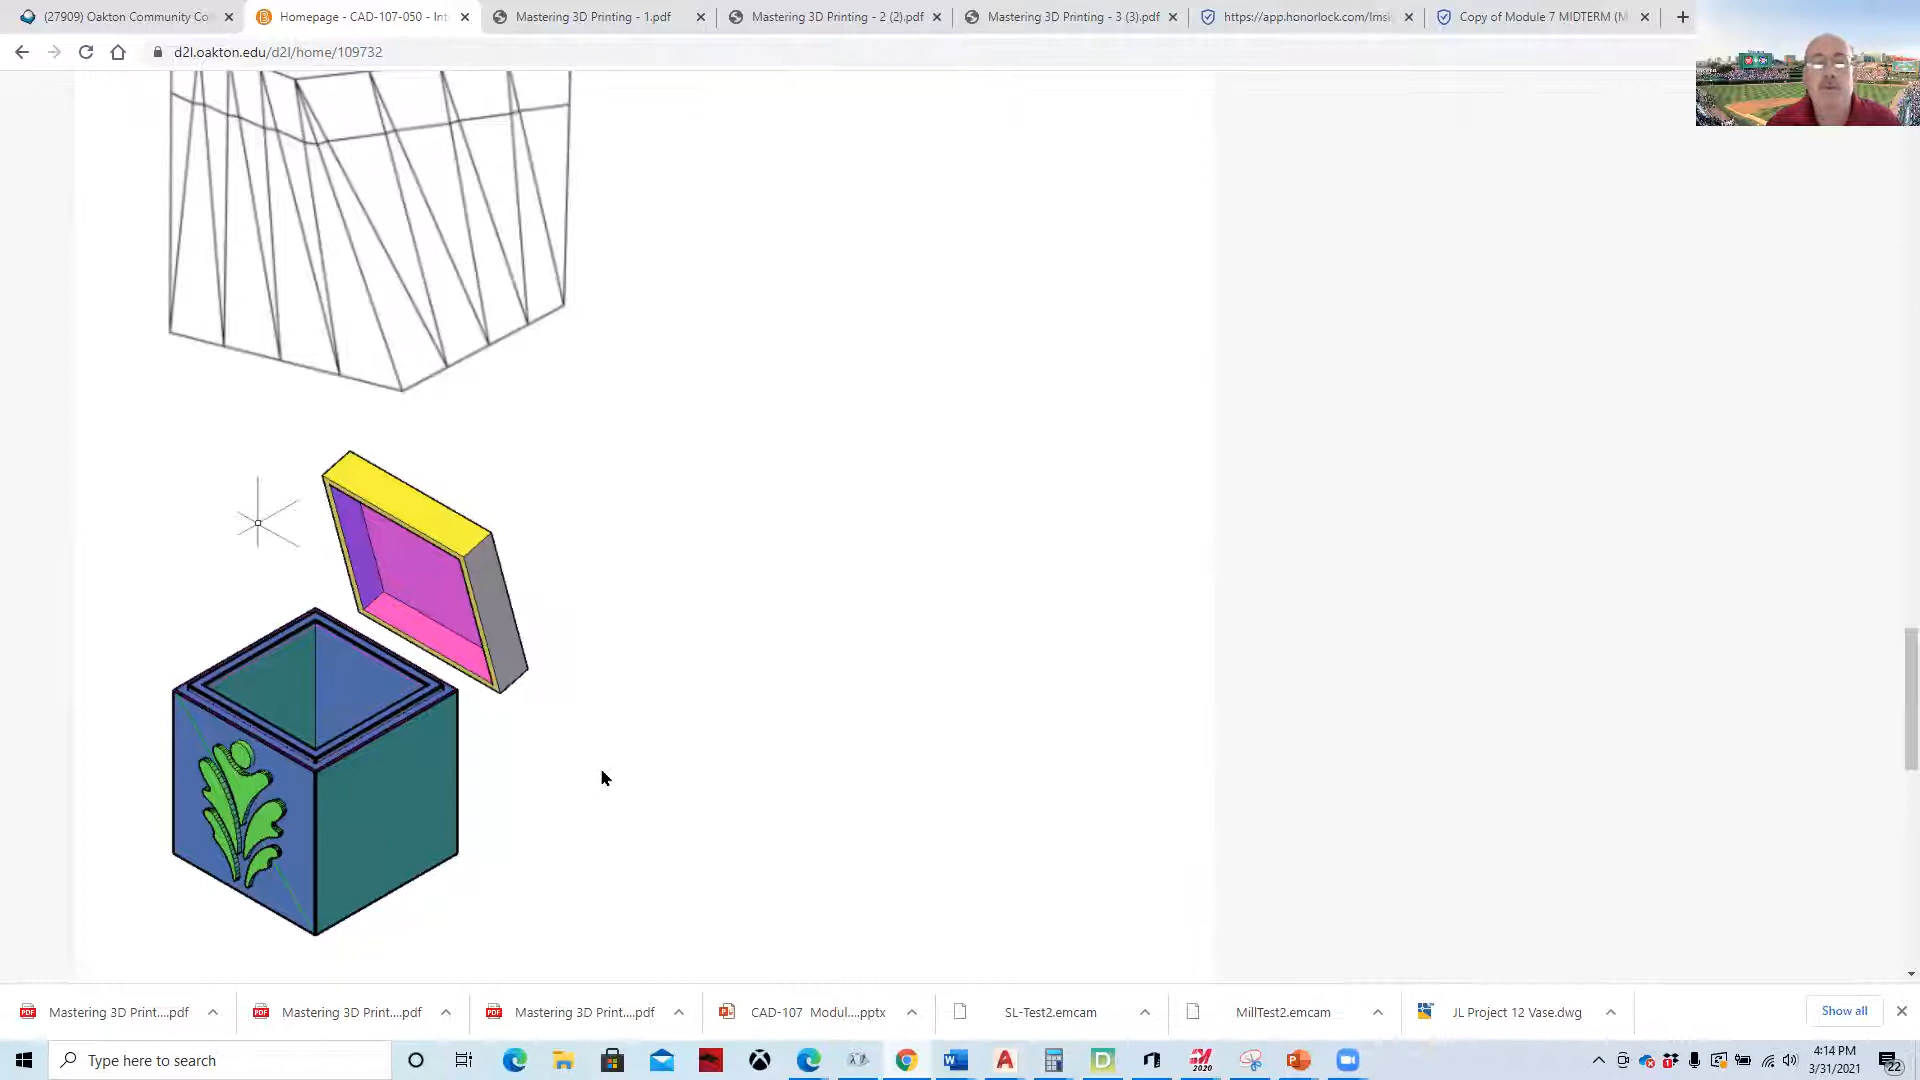 (27909) Oakton Community Co
Homepage - CAD-107-050 - Int
Mastering 3D Printing - 1.pdf
Mastering 3D Printing - 2 (2).pdf
Mastering 3D Printing - 3 (3).pdf
https://app.honorlock.com/lmsi
Copy of Module 7 MIDTERM (M
d2l.oakton.edu/d2l/home/109732
Mastering 3D Print....pdf
Mastering 3D Print....pdf
Mastering 3D Print....pdf
CAD-107 Modul....pptx
SL-Test2.emcam
MillTest2.emcam
JL Project 12 Vase.dwg
Show all
Type here to search
2020
4:14 PM
3/31/2021
22